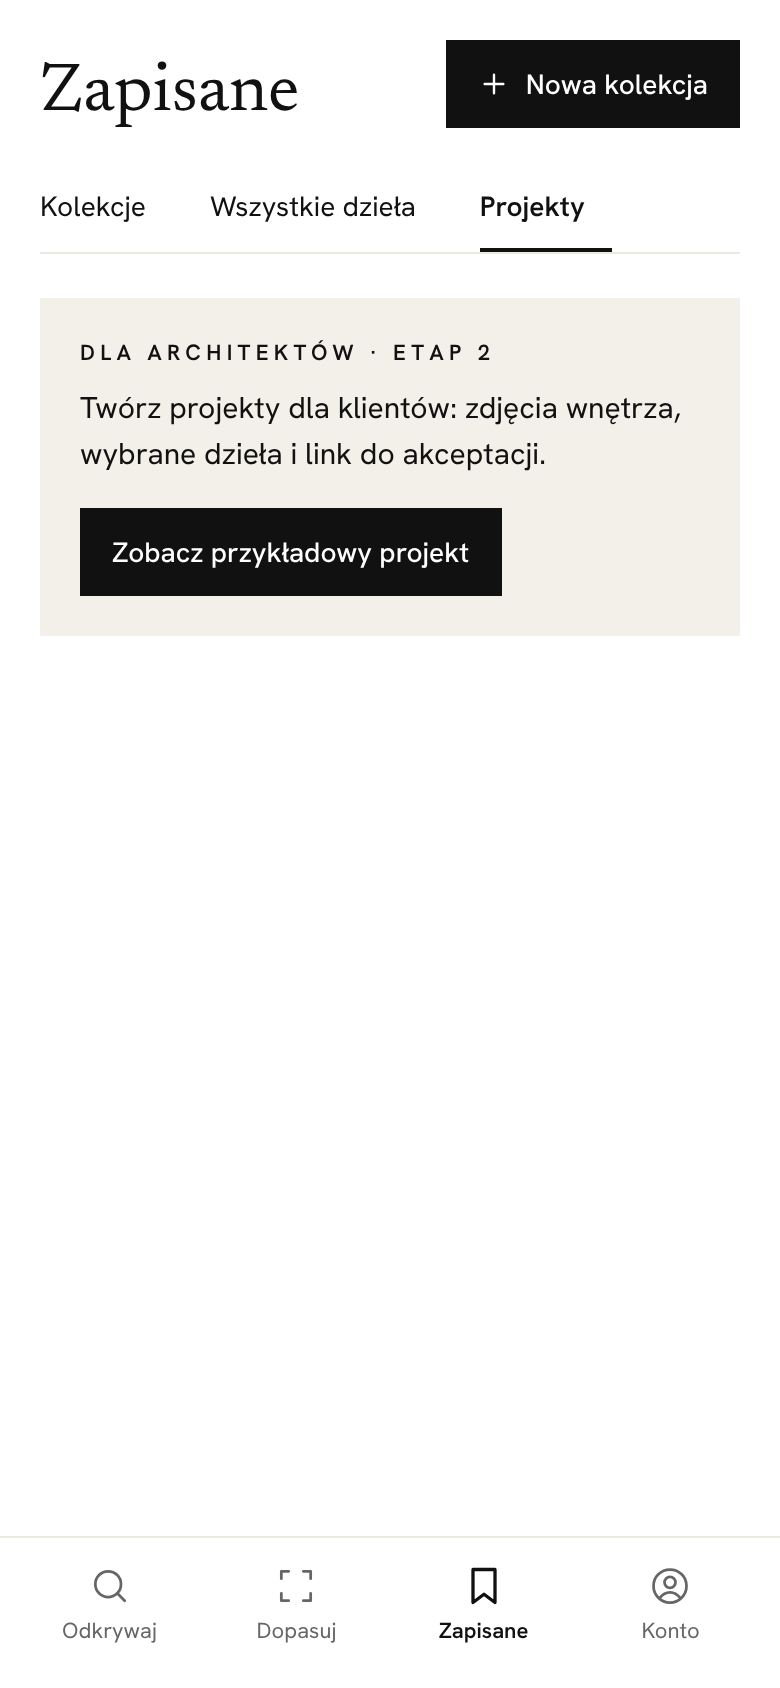 Zapisane
Nowa kolekcja
Kolekcje
Wszystkie dzieła
Projekty
DLA ARCHITEKTÓW · ETAP 2
Twórz projekty dla klientów: zdjęcia wnętrza,
wybrane dzieła i link do akceptacji.
Zobacz przykładowy projekt
Odkrywaj
Dopasuj
Zapisane
Konto